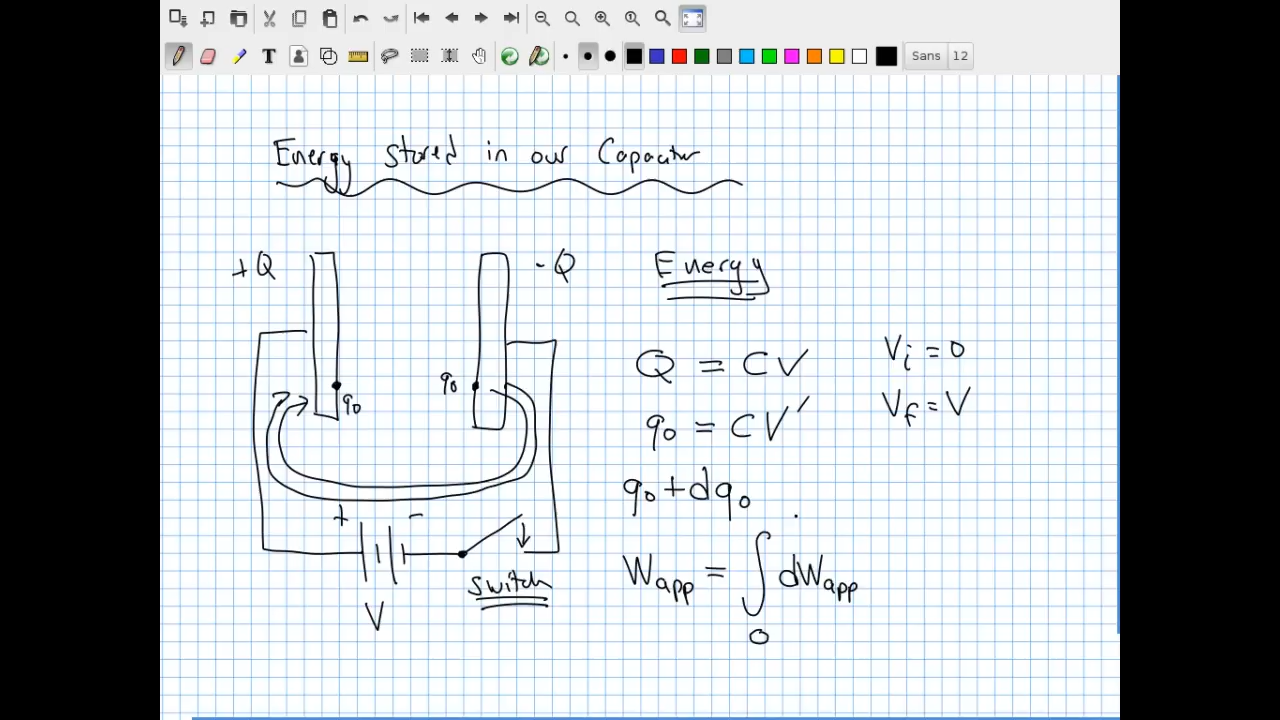 Sans 12
Energy stored in our Capacitor
+Q
-Q
Energy
Q = CV
Vi = 0
q0
q0
q0 = CV′
Vf = V
q0 + dq0
+ -
Wapp = ∫ dWapp
0
switch
V